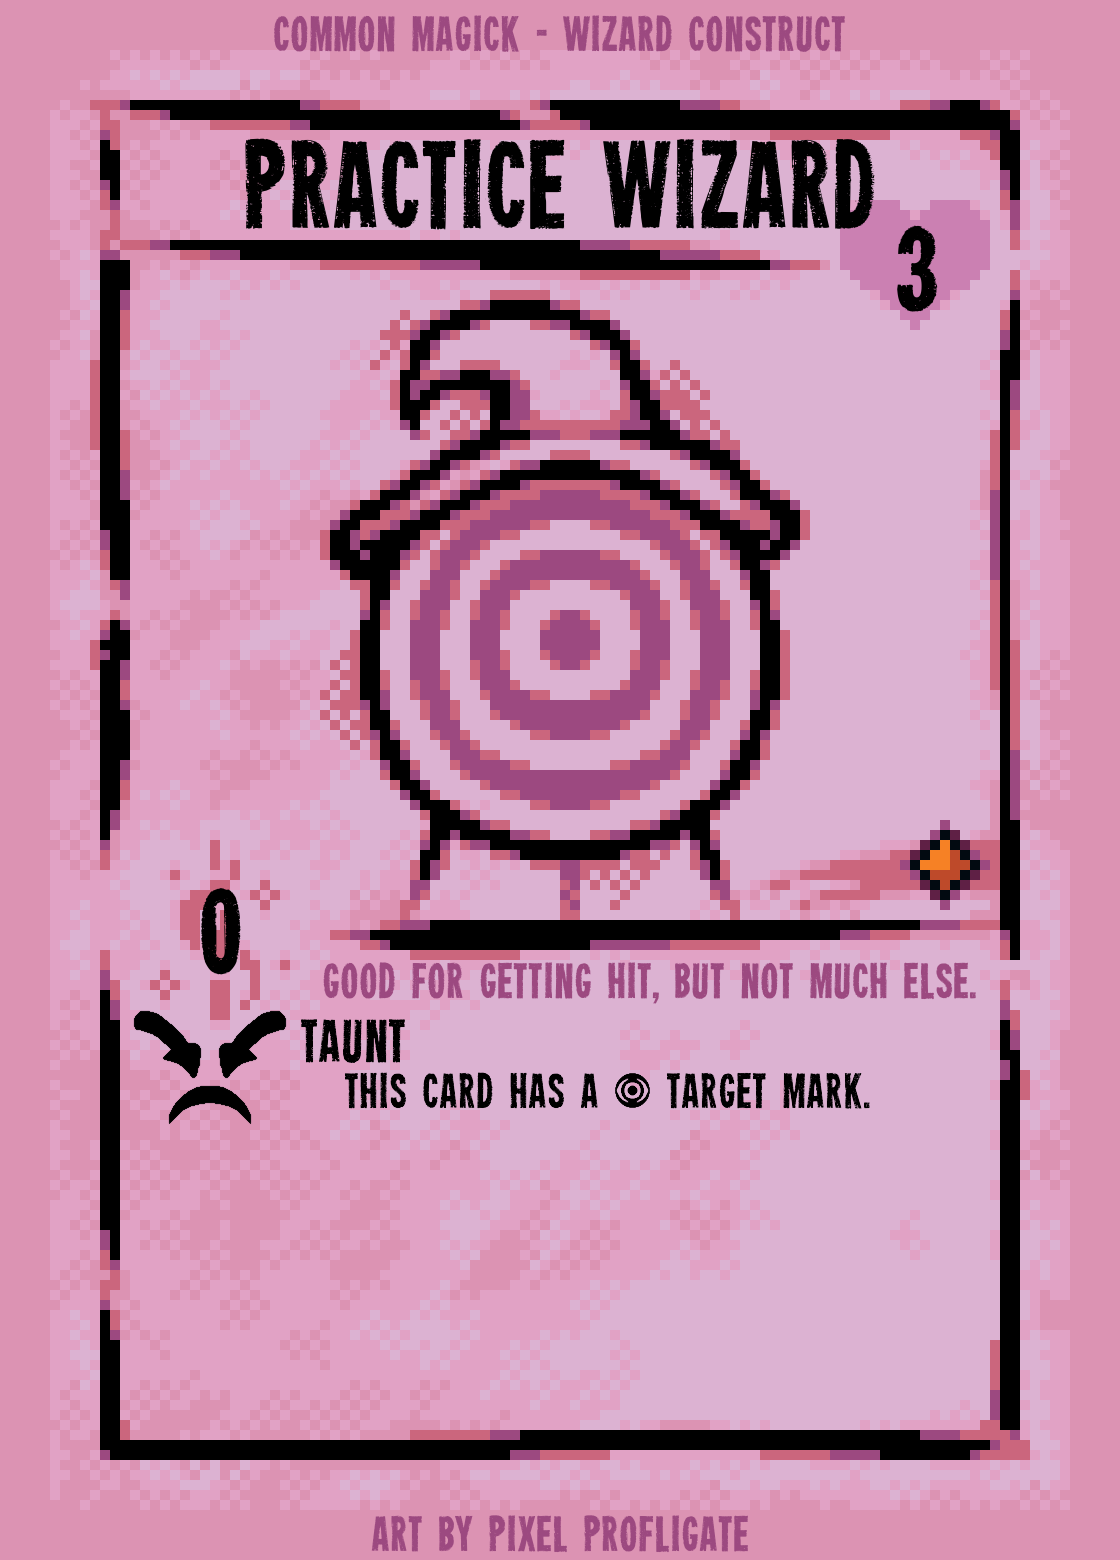 COMMON MAGICK - WIZARD CONSTRUCT
PRACTICE WIZARD
3
0
GOOD FOR GETTING HIT, BUT NOT MUCH ELSE.
TAUNT
THIS CARD HAS A TARGET MARK.
ART BY PIXEL PROFLIGATE